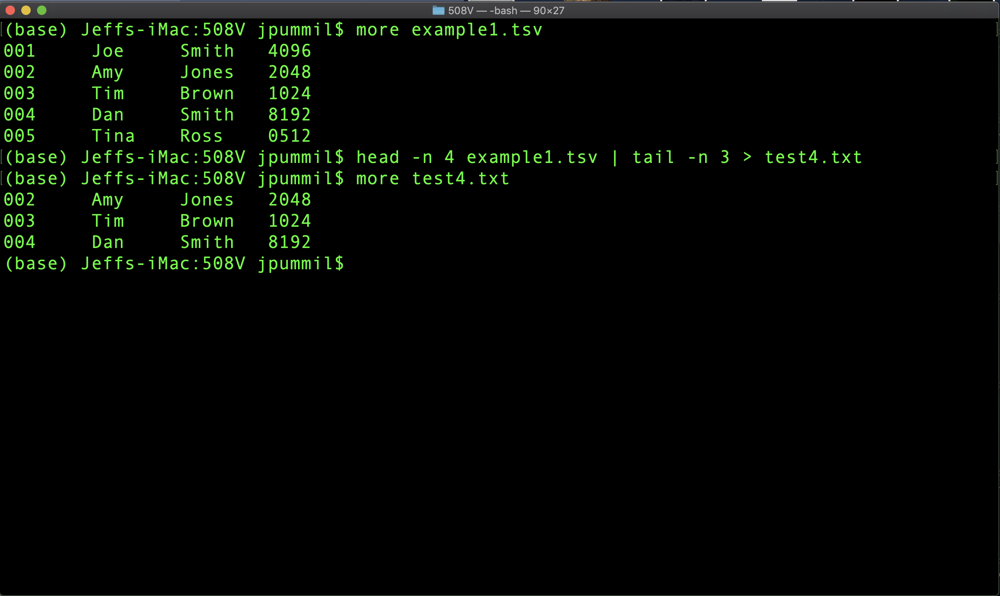 508V — -bash — 90×27
(base) Jeffs-iMac:508V jpummil$ more example1.tsv
001     Joe     Smith   4096
002     Amy     Jones   2048
003     Tim     Brown   1024
004     Dan     Smith   8192
005     Tina    Ross    0512
(base) Jeffs-iMac:508V jpummil$ head -n 4 example1.tsv | tail -n 3 > test4.txt
(base) Jeffs-iMac:508V jpummil$ more test4.txt
002     Amy     Jones   2048
003     Tim     Brown   1024
004     Dan     Smith   8192
(base) Jeffs-iMac:508V jpummil$